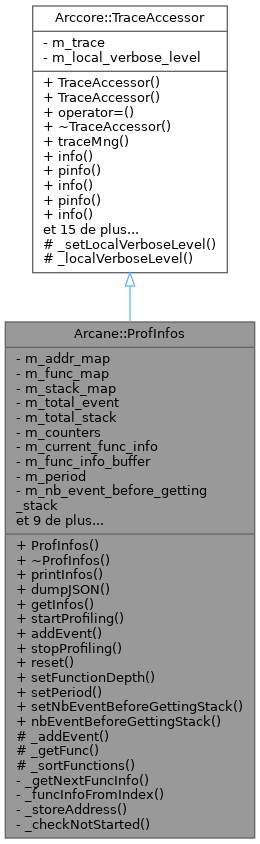 Arccore::TraceAccessor
- m_trace
- m_local_verbose_level
+ TraceAccessor()
+ TraceAccessor()
+ operator=()
+ ~TraceAccessor()
+ traceMng()
+ info()
+ pinfo()
+ info()
+ pinfo()
+ info()
et 15 de plus...
# _setLocalVerboseLevel()
# _localVerboseLevel()
Arcane::ProfInfos
- m_addr_map
- m_func_map
- m_stack_map
- m_total_event
- m_total_stack
- m_counters
- m_current_func_info
- m_func_info_buffer
- m_period
- m_nb_event_before_getting
_stack
et 9 de plus...
+ ProfInfos()
+ ~ProfInfos()
+ printInfos()
+ dumpJSON()
+ getInfos()
+ startProfiling()
+ addEvent()
+ stopProfiling()
+ reset()
+ setFunctionDepth()
+ setPeriod()
+ setNbEventBeforeGettingStack()
+ nbEventBeforeGettingStack()
# _addEvent()
# _getFunc()
# _sortFunctions()
- _getNextFuncInfo()
- _funcInfoFromIndex()
- _storeAddress()
- _checkNotStarted()